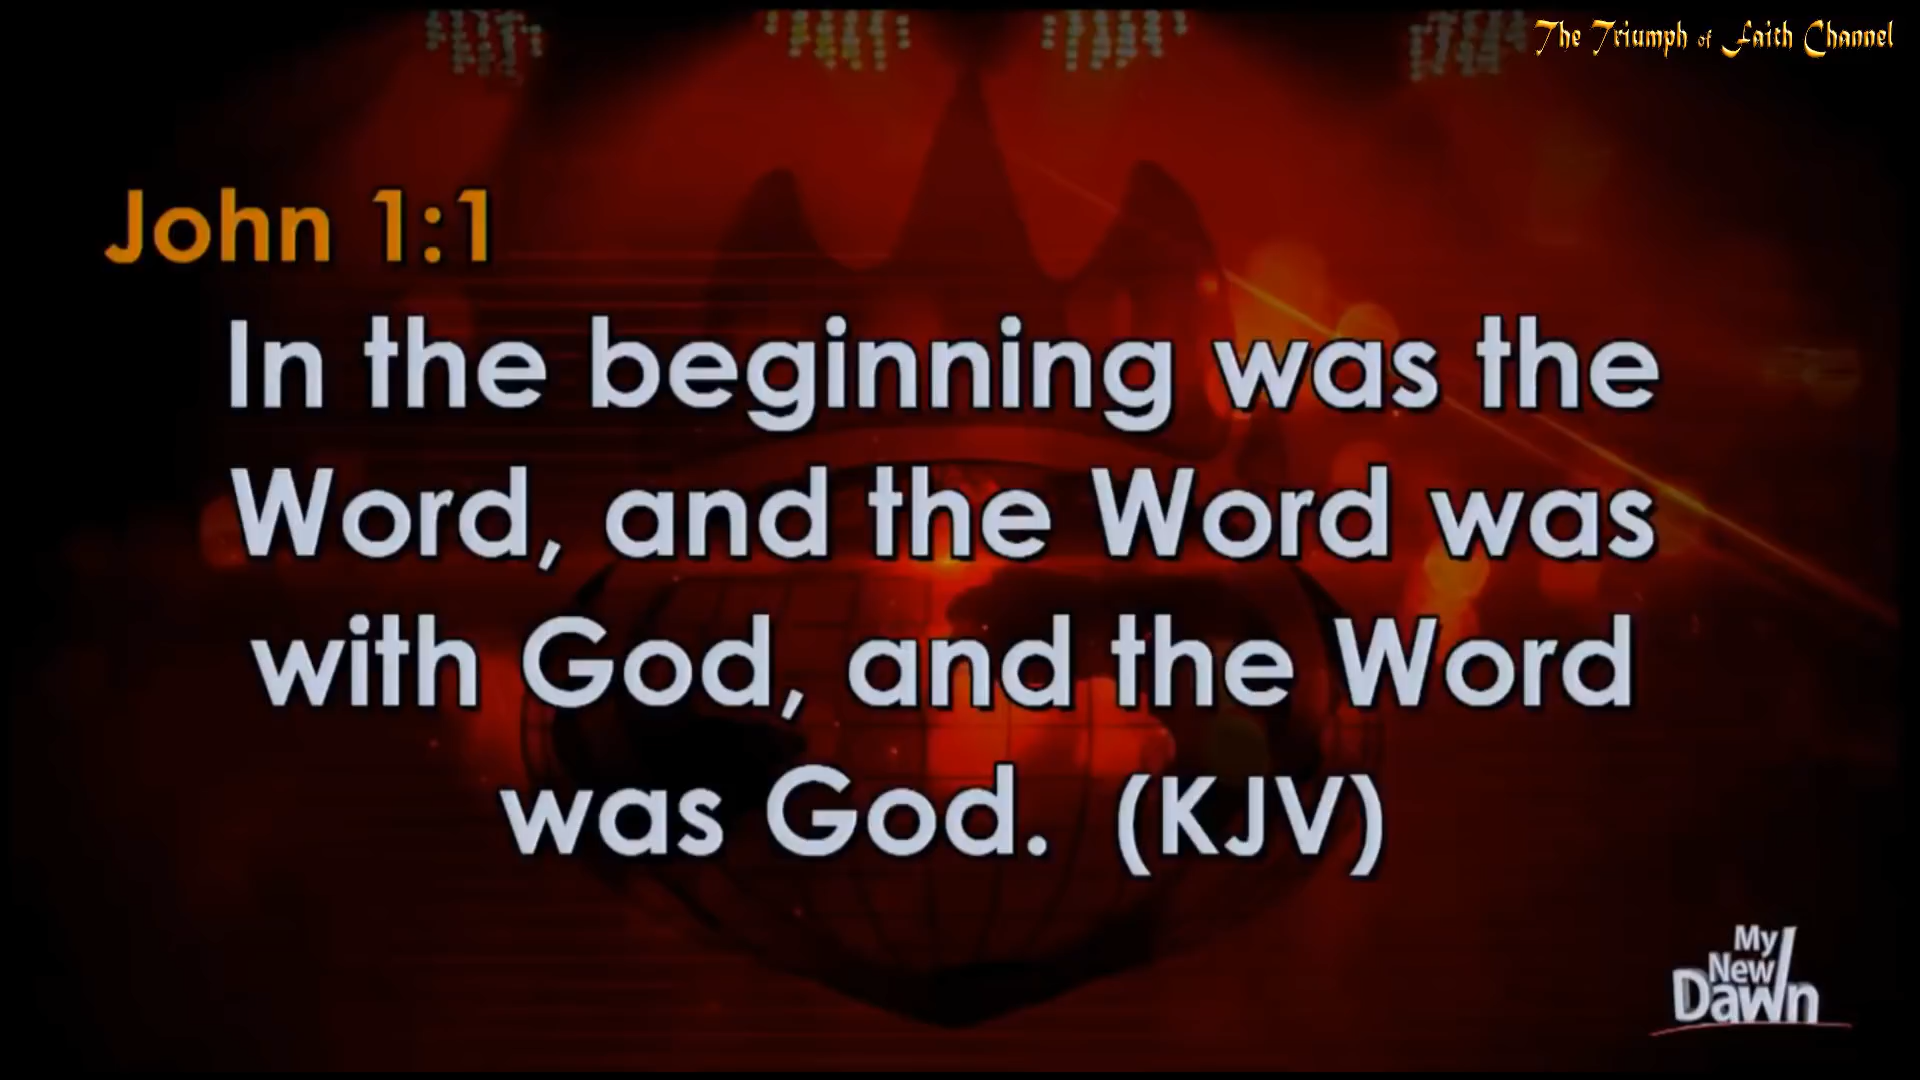 The Triumph of Faith Channel
John 1:1
In the beginning was the
Word, and the Word was
with God, and the Word
was God. (KJV)
My
New
Dawn